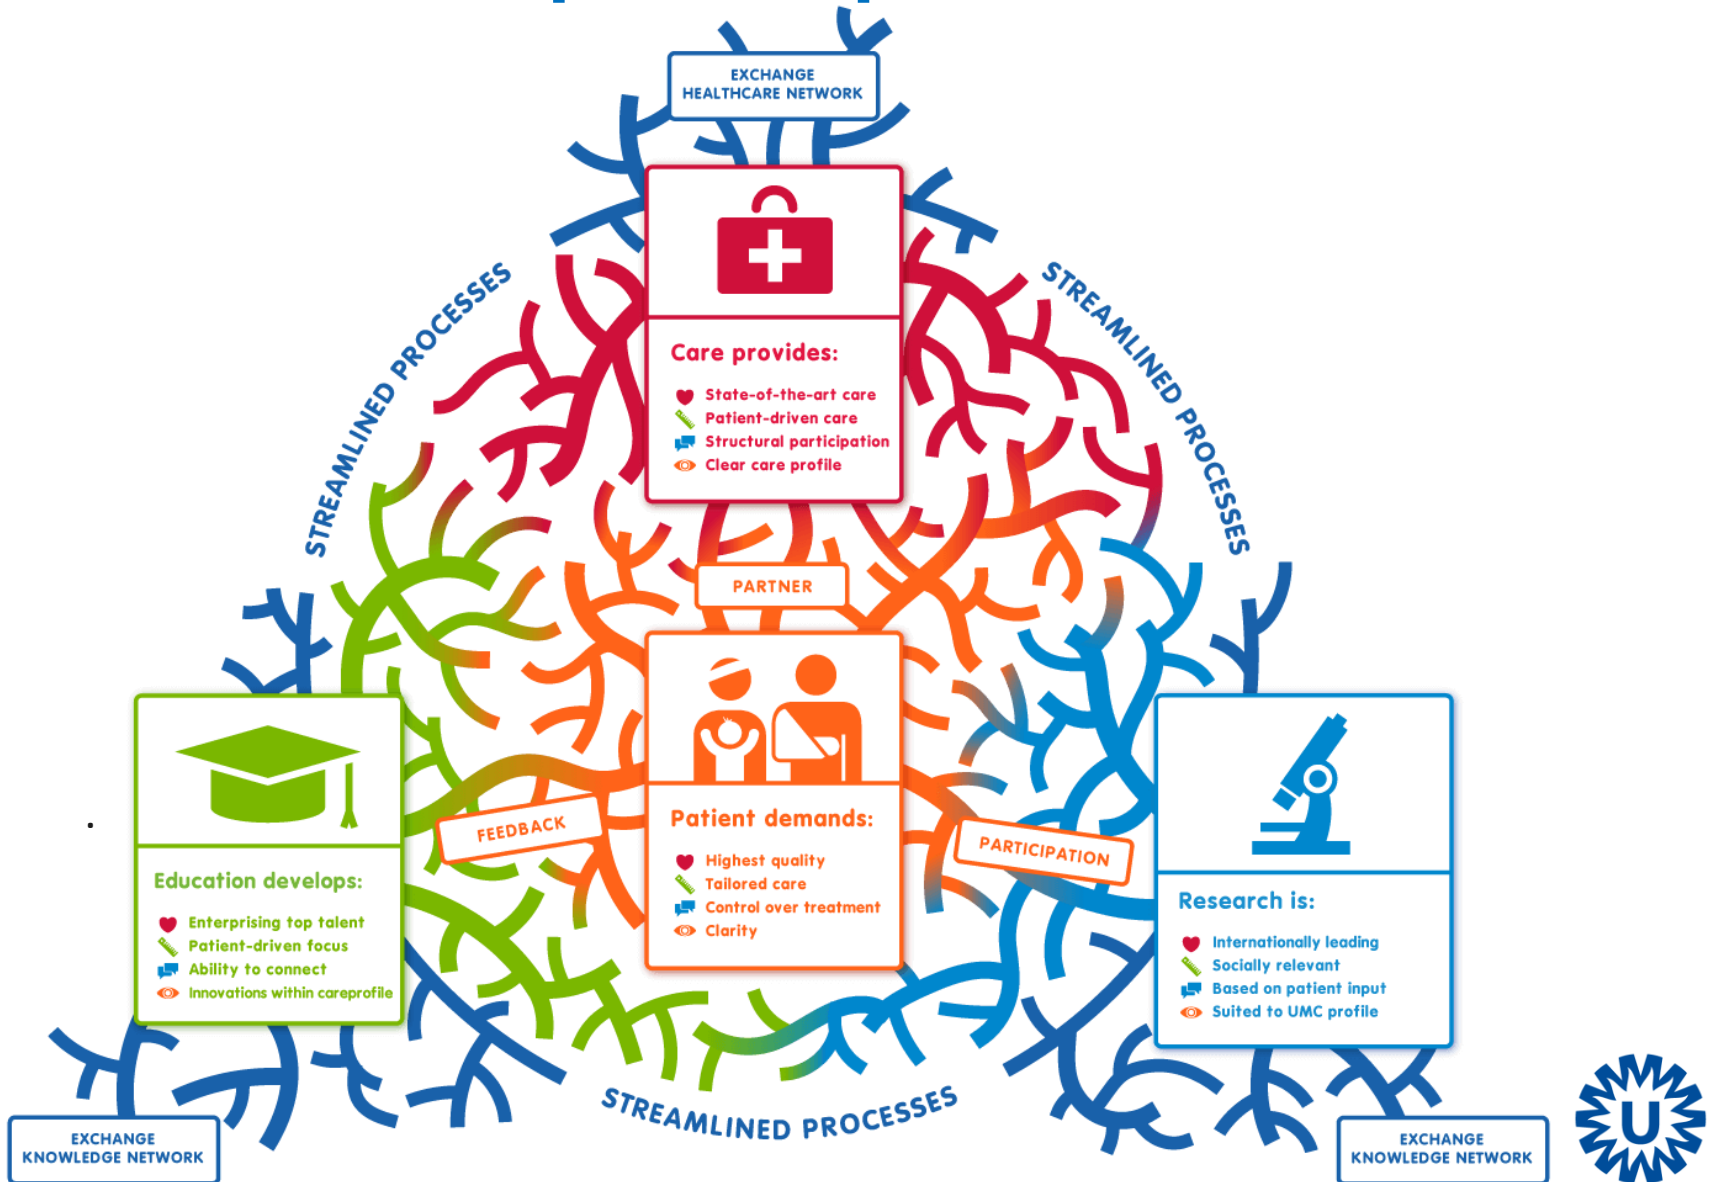 EXCHANGE
HEALTHCARE NETWORK
STREAMLINED PROCESSES
STREAMLINED PROCESSES
Care provides:
State-of-the-art care
Patient-driven care
Structural participation
Clear care profile
PARTNER
FEEDBACK
Patient demands:
Highest quality
Tailored care
Control over treatment
Clarity
PARTICIPATION
Education develops:
Enterprising top talent
Patient-driven focus
Ability to connect
Innovations within careprofile
Research is:
Internationally leading
Socially relevant
Based on patient input
Suited to UMC profile
STREAMLINED PROCESSES
EXCHANGE
KNOWLEDGE NETWORK
EXCHANGE
KNOWLEDGE NETWORK
U